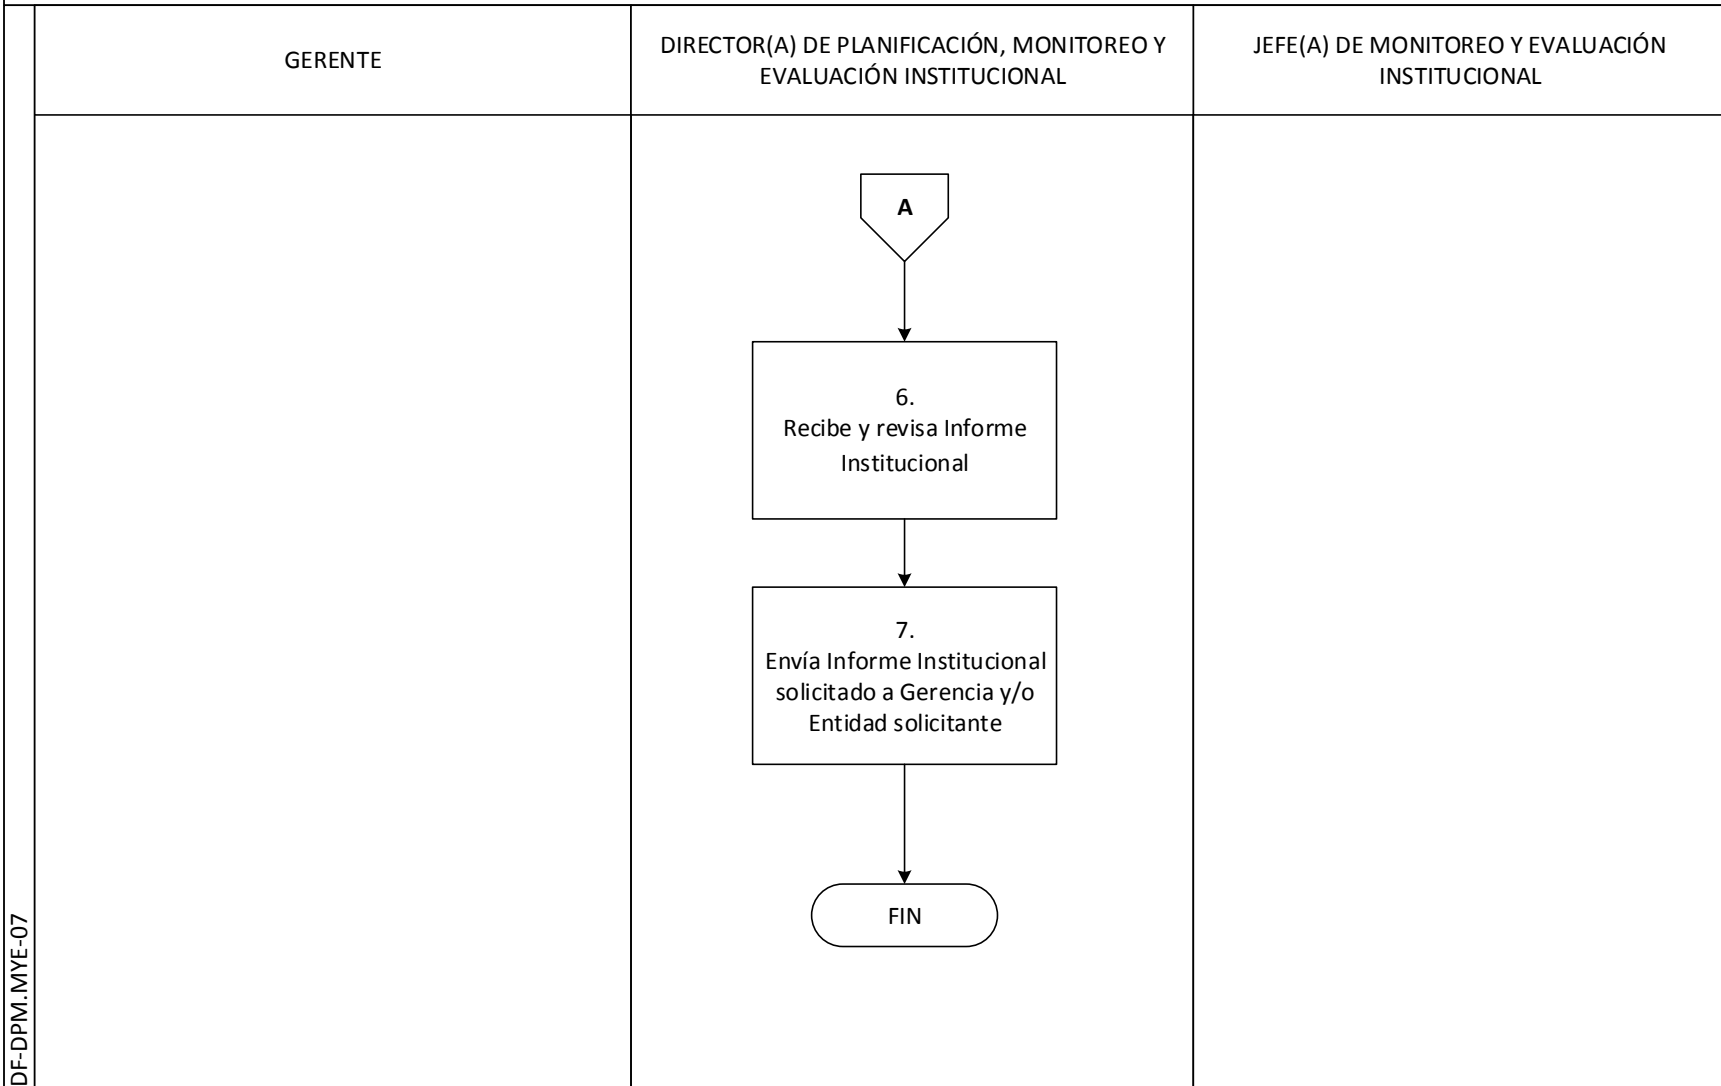 GERENTE
DIRECTOR(A) DE PLANIFICACIÓN, MONITOREO Y
EVALUACIÓN INSTITUCIONAL
JEFE(A) DE MONITOREO Y EVALUACIÓN
INSTITUCIONAL
A
6.
Recibe y revisa Informe
Institucional
7.
Envía Informe Institucional
solicitado a Gerencia y/o
Entidad solicitante
FIN
DF-DPM.MYE-07